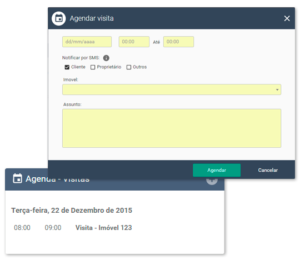 Agendar visita
dd/mm/aaaa 00:00 Até 00:00
Notificar por SMS:
Cliente Proprietário Outros
Imovel:
Assunto:
Agendar Cancelar
Agenda - Visitas
Terça-feira, 22 de Dezembro de 2015
08:00 09:00 Visita - Imóvel 123